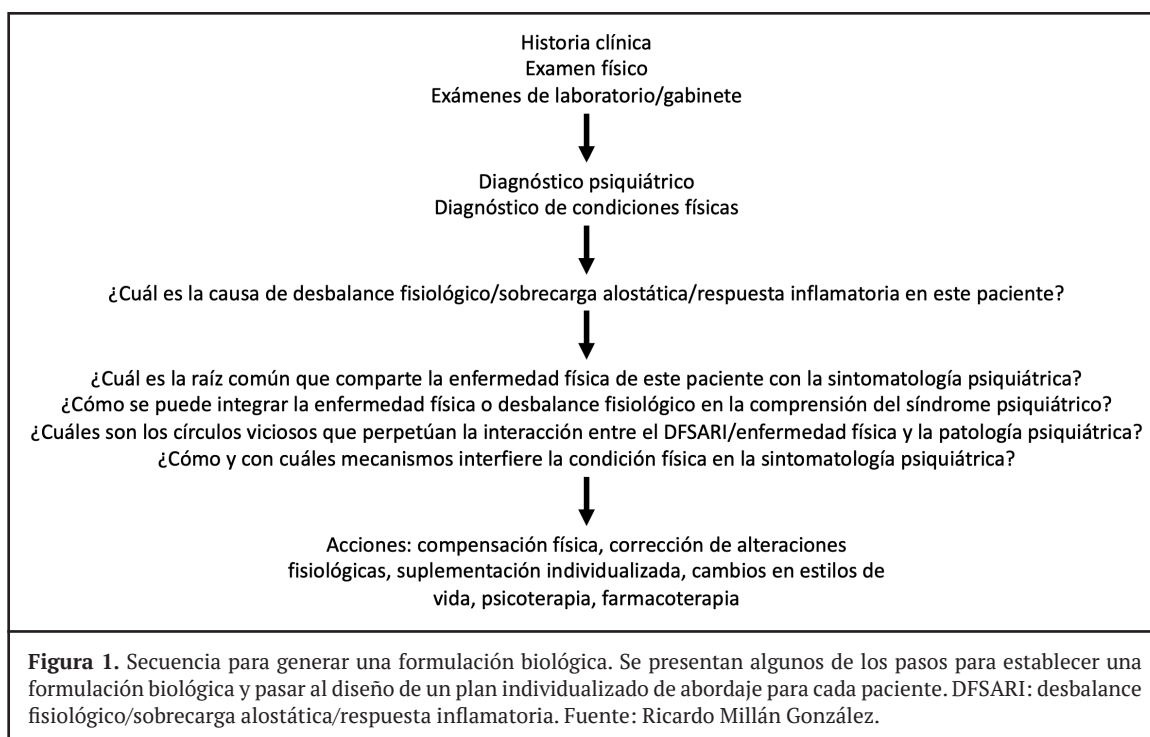 Historia clínica
Examen físico
Exámenes de laboratorio/gabinete
Diagnóstico psiquiátrico
Diagnóstico de condiciones físicas
¿Cuál es la causa de desbalance fisiológico/sobrecarga alostática/respuesta inflamatoria en este paciente?
¿Cuál es la raíz común que comparte la enfermedad física de este paciente con la sintomatología psiquiátrica?
¿Cómo se puede integrar la enfermedad física o desbalance fisiológico en la comprensión del síndrome psiquiátrico?
¿Cuáles son los círculos viciosos que perpetúan la interacción entre el DFSARI/enfermedad física y la patología psiquiátrica?
¿Cómo y con cuáles mecanismos interfiere la condición física en la sintomatología psiquiátrica?
Acciones: compensación física, corrección de alteraciones
fisiológicas, suplementación individualizada, cambios en estilos de
vida, psicoterapia, farmacoterapia
Figura 1. Secuencia para generar una formulación biológica. Se presentan algunos de los pasos para establecer una
formulación biológica y pasar al diseño de un plan individualizado de abordaje para cada paciente. DFSARI: desbalance
fisiológico/sobrecarga alostática/respuesta inflamatoria. Fuente: Ricardo Millán González.